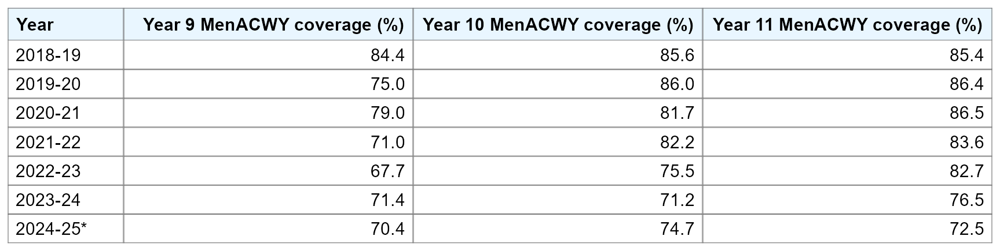 Year Year 9 MenACWY coverage (%) Year 10 MenACWY coverage (%) Year 11 MenACWY coverage (%)
2018-19 84.4 85.6 85.4
2019-20 75.0 86.0 86.4
2020-21 79.0 81.7 86.5
2021-22 71.0 82.2 83.6
2022-23 67.7 75.5 82.7
2023-24 71.4 71.2 76.5
2024-25* 70.4 74.7 72.5